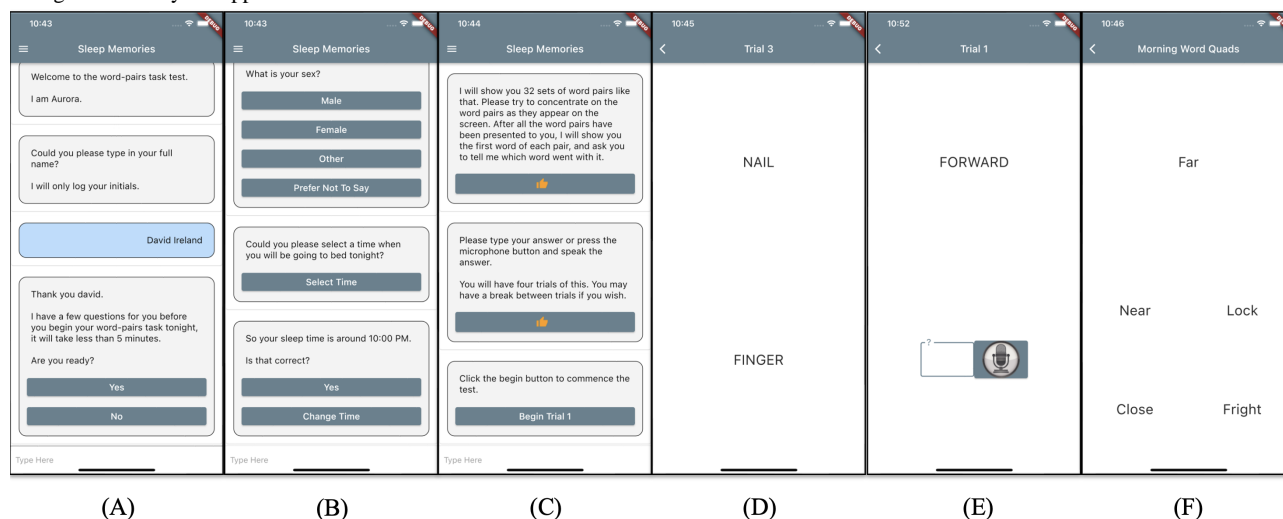 10:43
DEBUG
Sleep Memories
Welcome to the word-pairs task test.
I am Aurora.
Could you please type in your full
name?
I will only log your initials.
David Ireland
Thank you david.
I have a few questions for you before
you begin your word-pairs task tonight,
it will take less than 5 minutes.
Are you ready?
Yes
No
Type Here
(A)
10:43
DEBUG
Sleep Memories
What is your sex?
Male
Female
Other
Prefer Not To Say
Could you please select a time when
you will be going to bed tonight?
Select Time
So your sleep time is around 10:00 PM.
Is that correct?
Yes
Change Time
Type Here
(B)
10:44
DEBUG
Sleep Memories
I will show you 32 sets of word pairs like
that. Please try to concentrate on the
word pairs as they appear on the
screen. After all the word pairs have
been presented to you, I will show you
the first word of each pair, and ask you
to tell me which word went with it.
Please type your answer or press the
microphone button and speak the
answer.
You will have four trials of this. You may
have a break between trials if you wish.
Click the begin button to commence the
test.
Begin Trial 1
Type Here
(C)
10:45
DEBUG
Trial 3
NAIL
FINGER
(D)
10:52
DEBUG
Trial 1
FORWARD
?
(E)
10:46
DEBUG
Morning Word Quads
Far
Near Lock
Close Fright
(F)